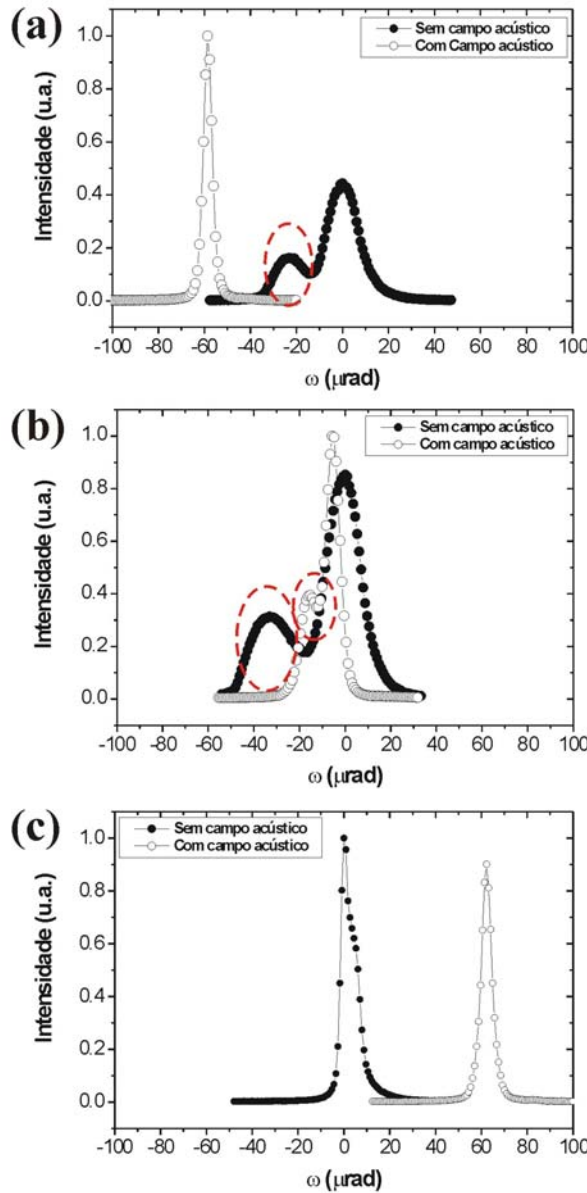 (a)
Sem campo acústico
Com Campo acústico
Intensidade (u.a.)
1.0
0.8
0.6
0.4
0.2
0.0
-100 -80 -60 -40 -20 0 20 40 60 80 100
ω (μrad)
(b)
Sem campo acústico
Com campo acústico
Intensidade (u.a.)
1.0
0.8
0.6
0.4
0.2
0.0
-100 -80 -60 -40 -20 0 20 40 60 80 100
ω (μrad)
(c)
Sem campo acústico
Com campo acústico
Intensidade (u.a.)
1.0
0.8
0.6
0.4
0.2
0.0
-100 -80 -60 -40 -20 0 20 40 60 80 100
ω (μrad)